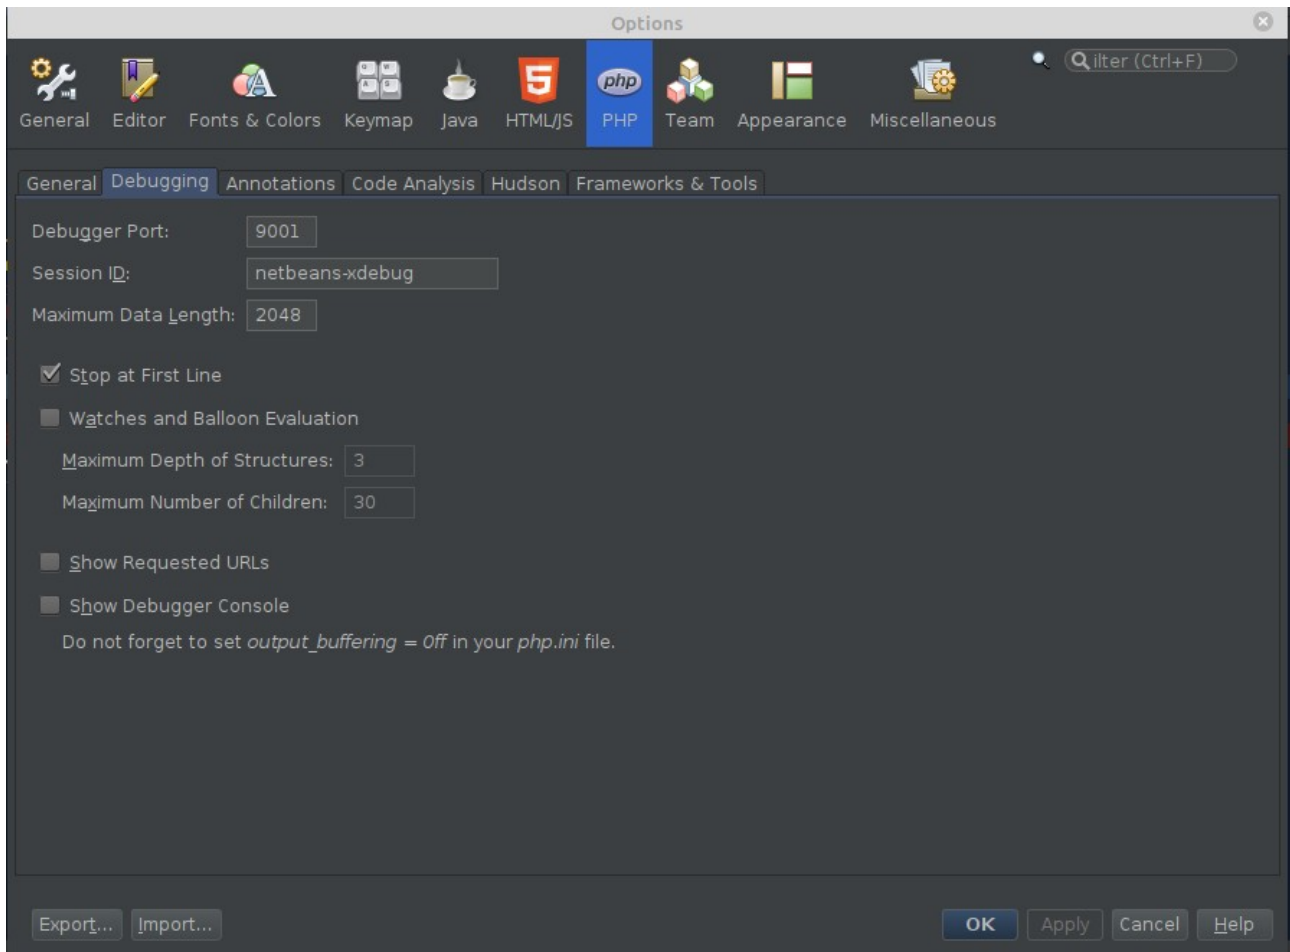 Options
General Editor Fonts & Colors Keymap Java HTML/JS PHP Team Appearance Miscellaneous
php
ilter (Ctrl+F)
General Debugging Annotations Code Analysis Hudson Frameworks & Tools
Debugger Port: 9001
Session ID: netbeans-xdebug
Maximum Data Length: 2048
Stop at First Line
Watches and Balloon Evaluation
Maximum Depth of Structures: 3
Maximum Number of Children: 30
Show Requested URLs
Show Debugger Console
Do not forget to set output_buffering = Off in your php.ini file.
Export... Import... OK Apply Cancel Help